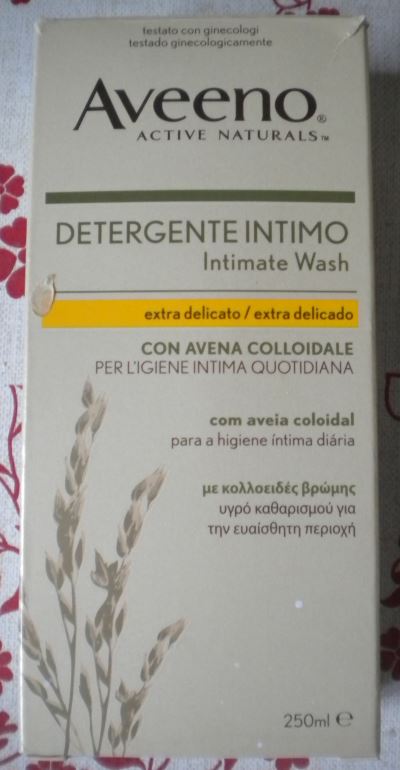 testato con ginecologi
testado ginecologicamente
Aveeno®
ACTIVE NATURALS™
DETERGENTE INTIMO
Intimate Wash
extra delicato / extra delicado
CON AVENA COLLOIDALE
PER L'IGIENE INTIMA QUOTIDIANA
com aveia coloidal
para a higiene íntima diária
με κολλοειδές βρώμης
υγρό καθαρισμού για
την ευαίσθητη περιοχή
250ml ℮